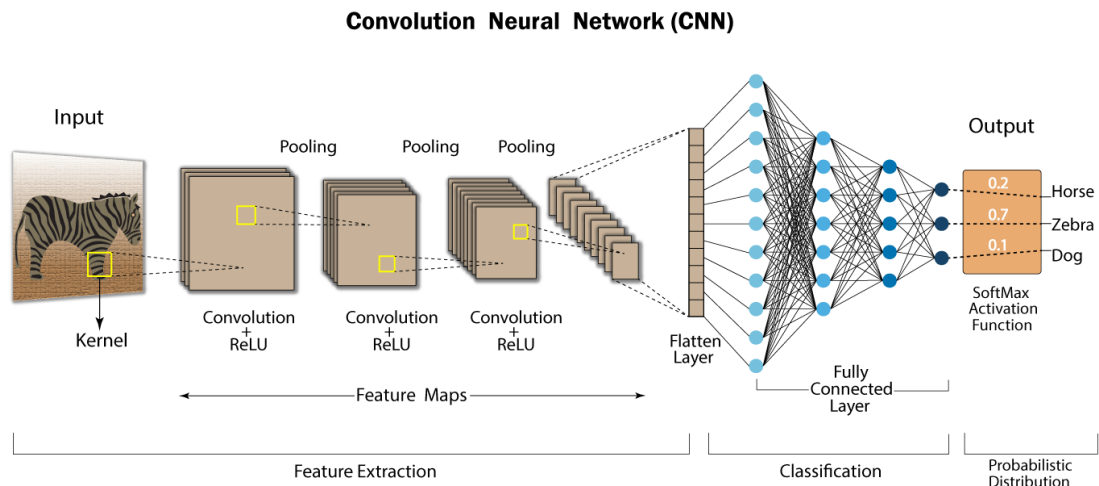 Convolution Neural Network (CNN)
Input
Output
Pooling
Pooling
Pooling
0.2
Horse
0.7
Zebra
0.1
Dog
SoftMax
Activation
Function
Kernel
Convolution
+
ReLU
Convolution
+
ReLU
Convolution
+
ReLU
Flatten
Layer
Fully
Connected
Layer
Feature Maps
Feature Extraction
Classification
Probabilistic
Distribution